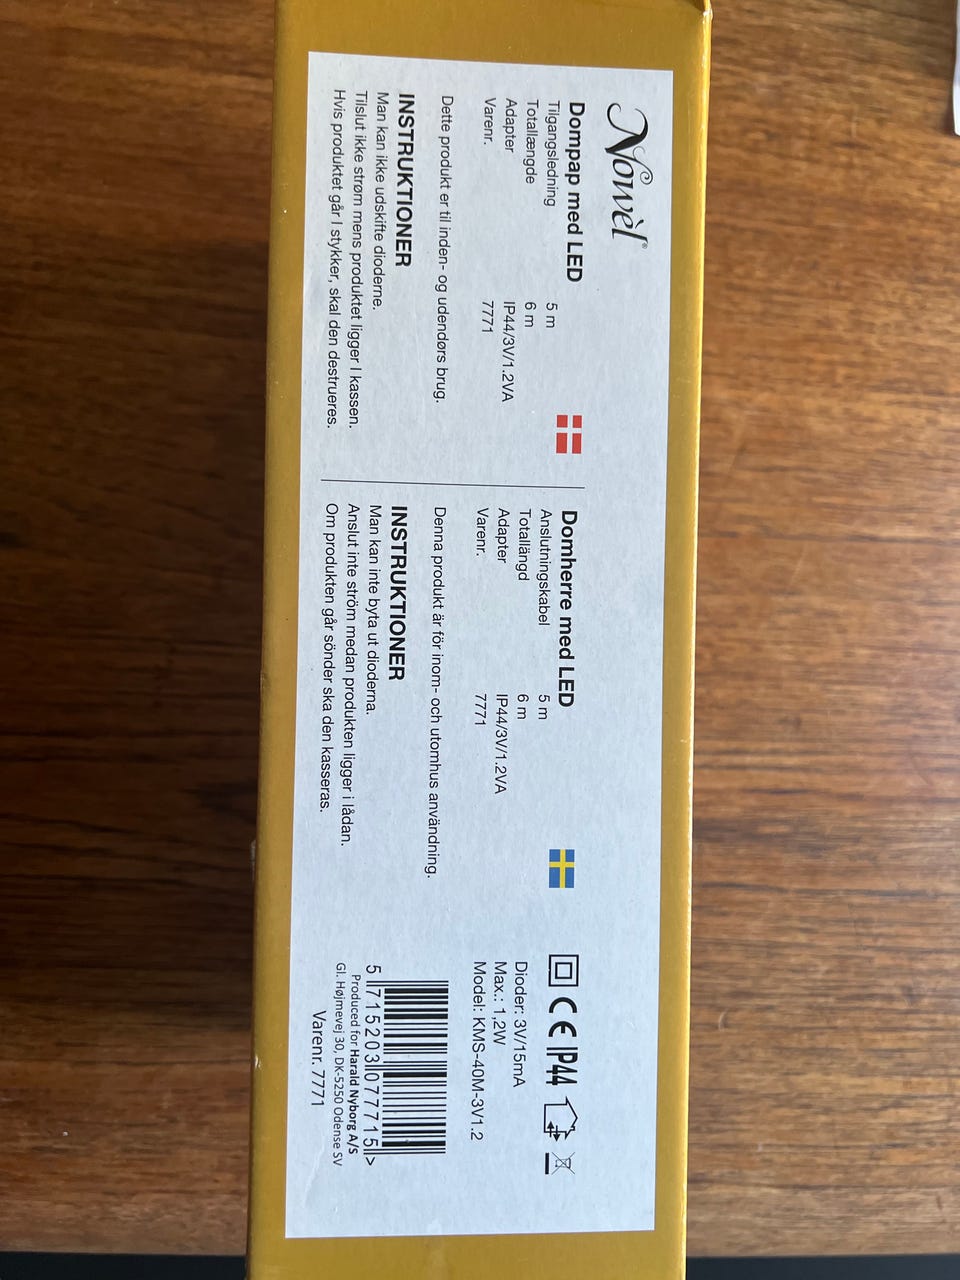 Nowèl®
Dompap med LED
Tilgangsledning 5 m
Totallængde 6 m
Adapter IP44/3V/1.2VA
Varenr. 7771
Dette produkt er til inden- og udendørs brug.
INSTRUKTIONER
Man kan ikke udskifte dioderne.
Tilslut ikke strøm mens produktet ligger I kassen.
Hvis produktet går I stykker, skal den destrueres.
Domherre med LED
Anslutningskabel 5 m
Totallängd 6 m
Adapter IP44/3V/1.2VA
Varenr. 7771
Denna produkt är för inom- och utomhus användning.
INSTRUKTIONER
Man kan inte byta ut dioderna.
Anslut inte ström medan produkten ligger i lådan.
Om produkten går sönder ska den kasseras.
CE IP44
Dioder: 3V/15mA
Max.: 1,2W
Model: KMS-40M-3V1.2
5 715203 077715 >
Produced for Harald Nyborg A/S
Gl. Højmevej 30, DK-5250 Odense SV
Varenr. 7771